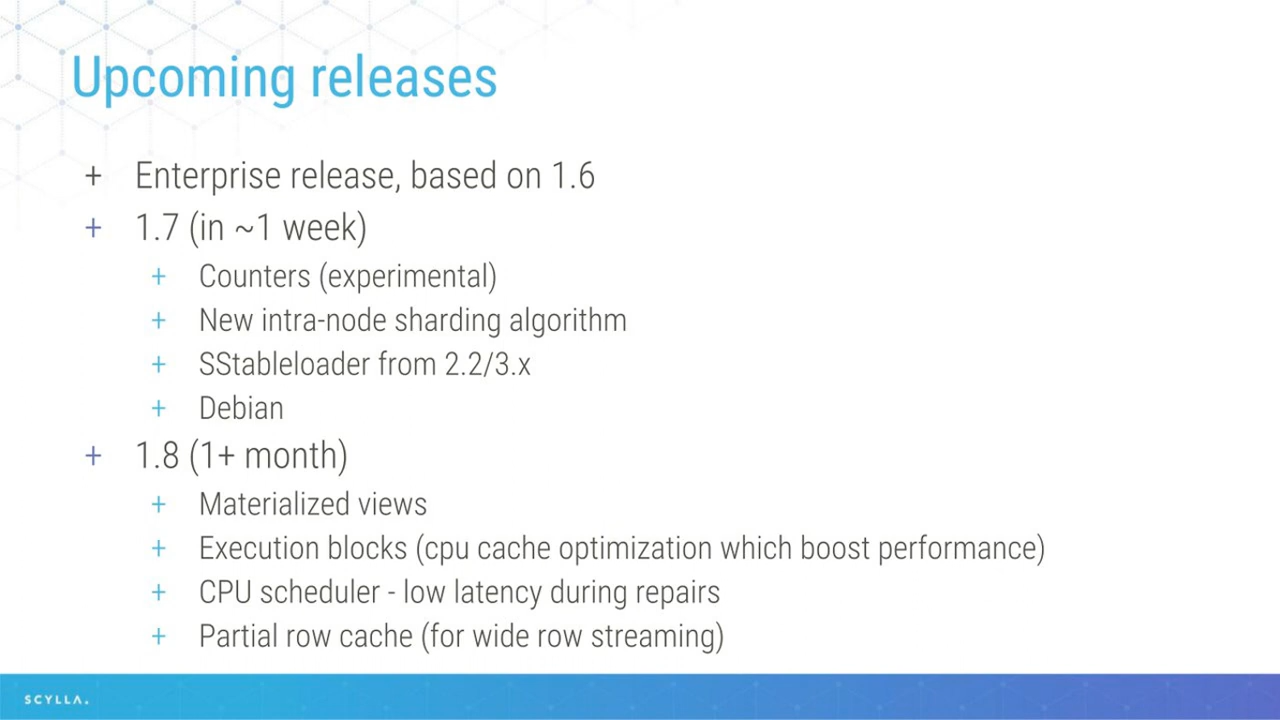 Upcoming releases
+ Enterprise release, based on 1.6
+ 1.7 (in ~1 week)
+ Counters (experimental)
+ New intra-node sharding algorithm
+ SStableloader from 2.2/3.x
+ Debian
+ 1.8 (1+ month)
+ Materialized views
+ Execution blocks (cpu cache optimization which boost performance)
+ CPU scheduler - low latency during repairs
+ Partial row cache (for wide row streaming)
SCYLLA.